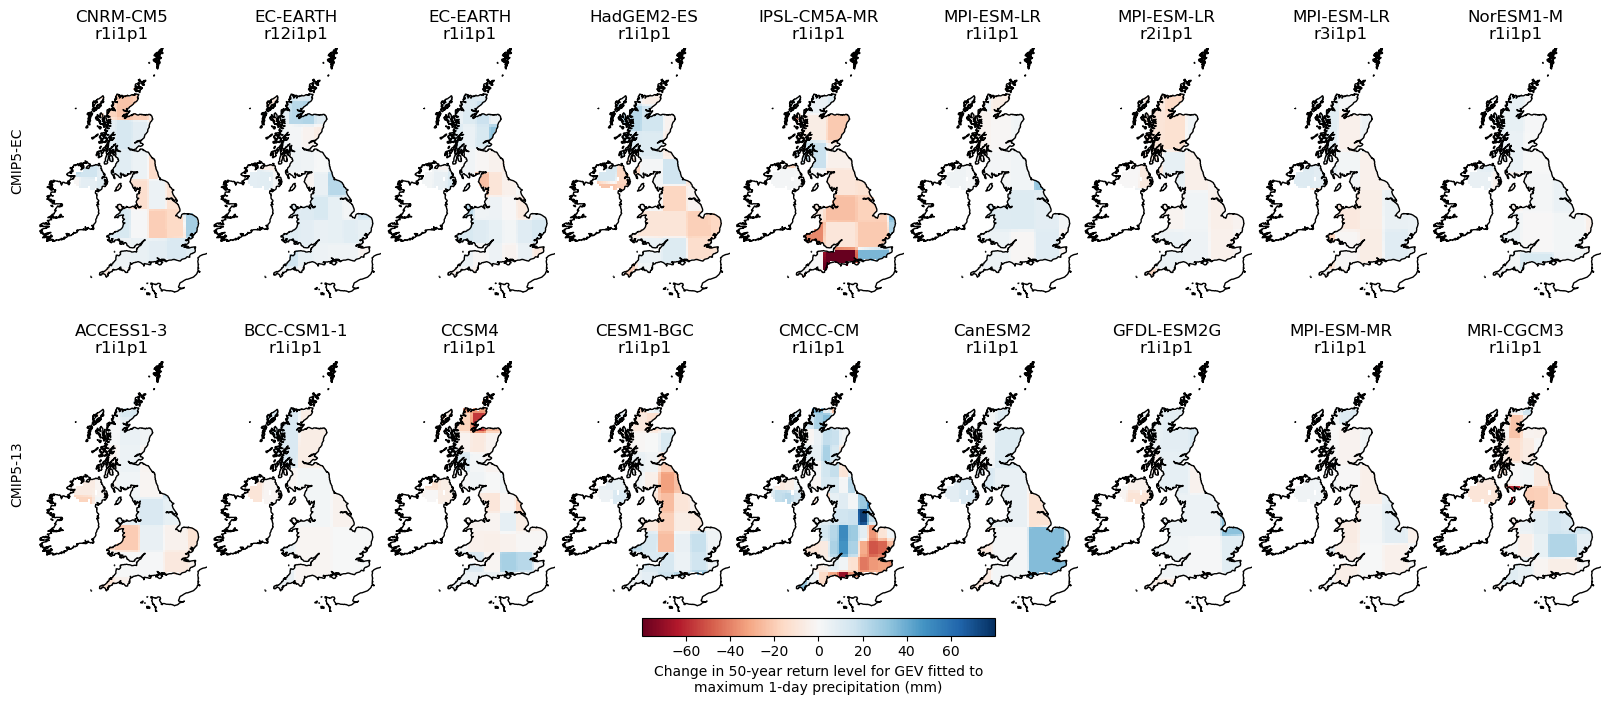 CNRM-CM5
r1i1p1
EC-EARTH
r12i1p1
EC-EARTH
r1i1p1
HadGEM2-ES
r1i1p1
IPSL-CM5A-MR
r1i1p1
MPI-ESM-LR
r1i1p1
MPI-ESM-LR
r2i1p1
MPI-ESM-LR
r3i1p1
NorESM1-M
r1i1p1
CMIP5-EC
ACCESS1-3
r1i1p1
BCC-CSM1-1
r1i1p1
CCSM4
r1i1p1
CESM1-BGC
r1i1p1
CMCC-CM
r1i1p1
CanESM2
r1i1p1
GFDL-ESM2G
r1i1p1
MPI-ESM-MR
r1i1p1
MRI-CGCM3
r1i1p1
CMIP5-13
−60 −40 −20 0 20 40 60
Change in 50-year return level for GEV fitted to
maximum 1-day precipitation (mm)